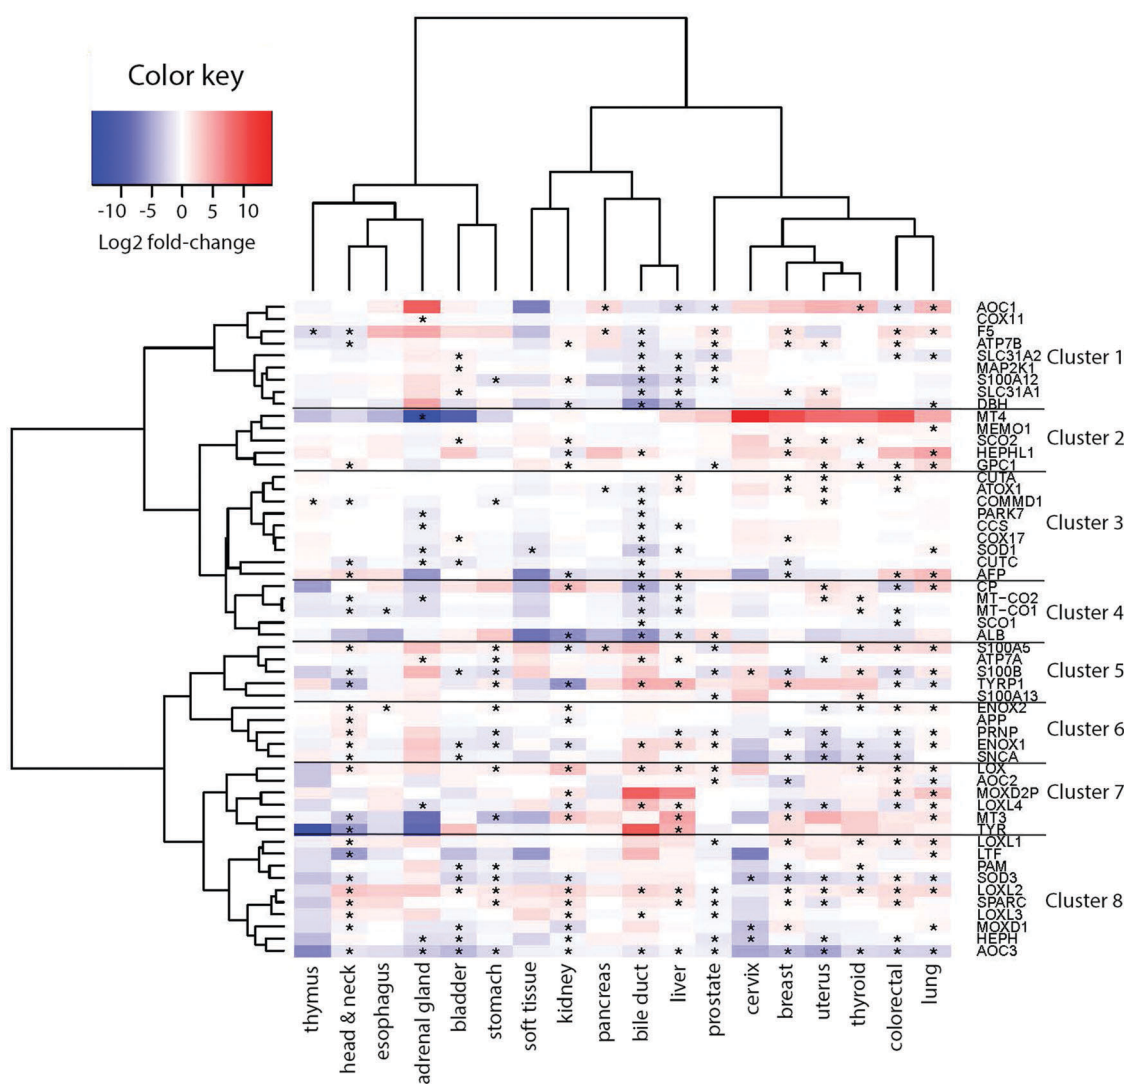 Color key
-10 -5 0 5 10
Log2 fold-change
AOC1
COX11
F5
ATP7B
SLC31A2
Cluster 1
MAP2K1
S100A12
SLC31A1
DBH
MT4
MEMO1
Cluster 2
SCO2
HEPHL1
GPC1
CUTA
ATOX1
COMMD1
PARK7
Cluster 3
CCS
COX17
SOD1
CUTC
AFP
CP
MT-CO2
Cluster 4
MT-CO1
SCO1
ALB
S100A5
ATP7A
Cluster 5
S100B
TYRP1
S100A13
ENOX2
APP
Cluster 6
PRNP
ENOX1
SNCA
LOX
AOC2
Cluster 7
MOXD2P
LOXL4
MT3
TYR
LOXL1
LTF
PAM
SOD3
LOXL2
Cluster 8
SPARC
LOXL3
MOXD1
HEPH
AOC3
thymus
head & neck
esophagus
adrenal gland
bladder
stomach
soft tissue
kidney
pancreas
bile duct
liver
prostate
cervix
breast
uterus
thyroid
colorectal
lung